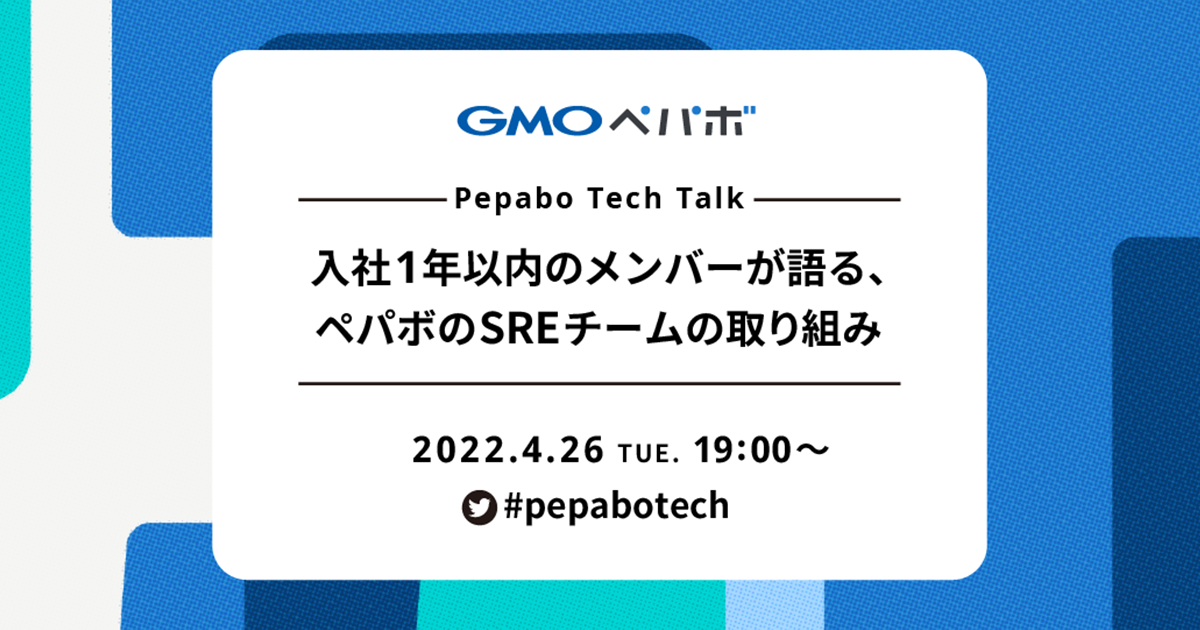 GMOペパボ
Pepabo Tech Talk
入社1年以内のメンバーが語る、
ペパボのSREチームの取り組み
2022.4.26 TUE. 19:00〜
#pepabotech